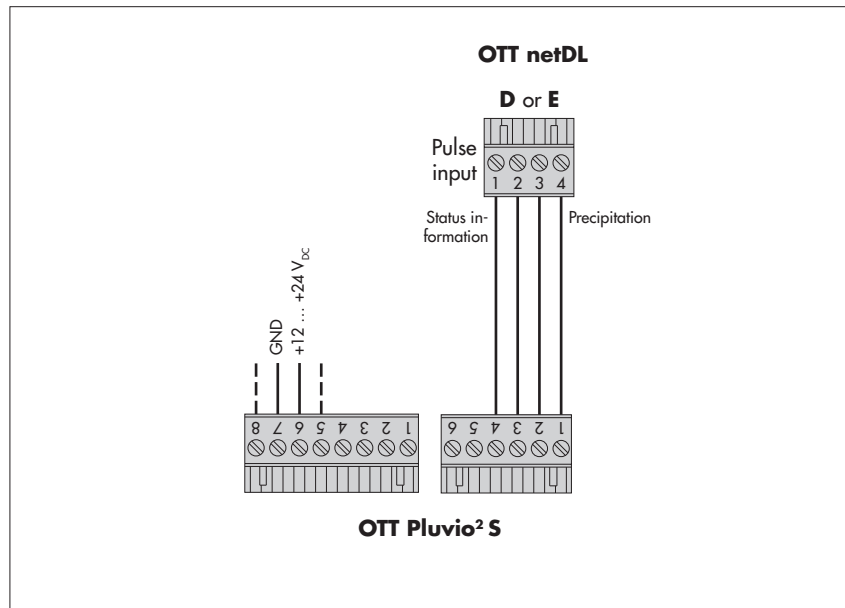 OTT netDL
D or E
Pulse
input
1 2 3 4
Status in-
formation
Precipitation
GND
+12 ... +24 VDC
8 7 6 5 4 3 2 1
6 5 4 3 2 1
OTT Pluvio² S